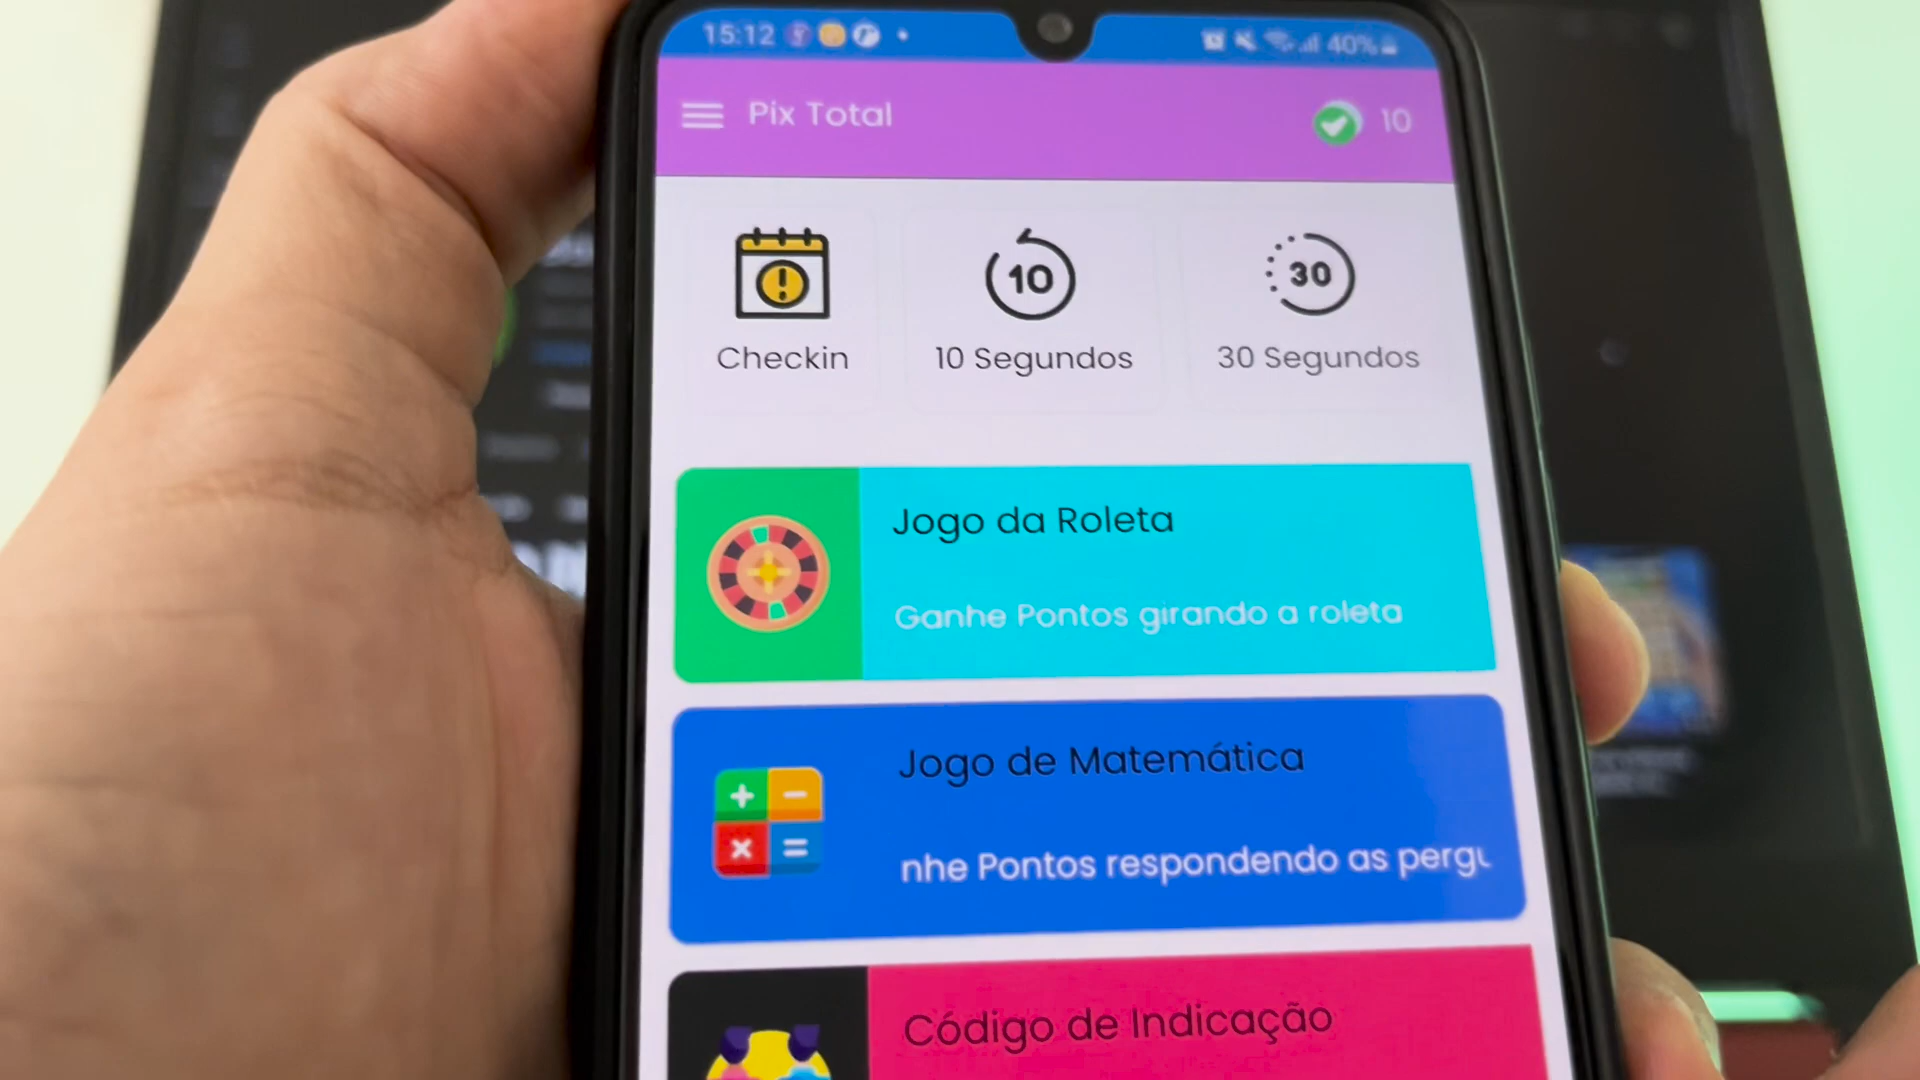 15:12
40%
Pix Total
10
10
30
Checkin
10 Segundos
30 Segundos
Jogo da Roleta
Ganhe Pontos girando a roleta
Jogo de Matemática
nhe Pontos respondendo as pergu
Código de Indicação